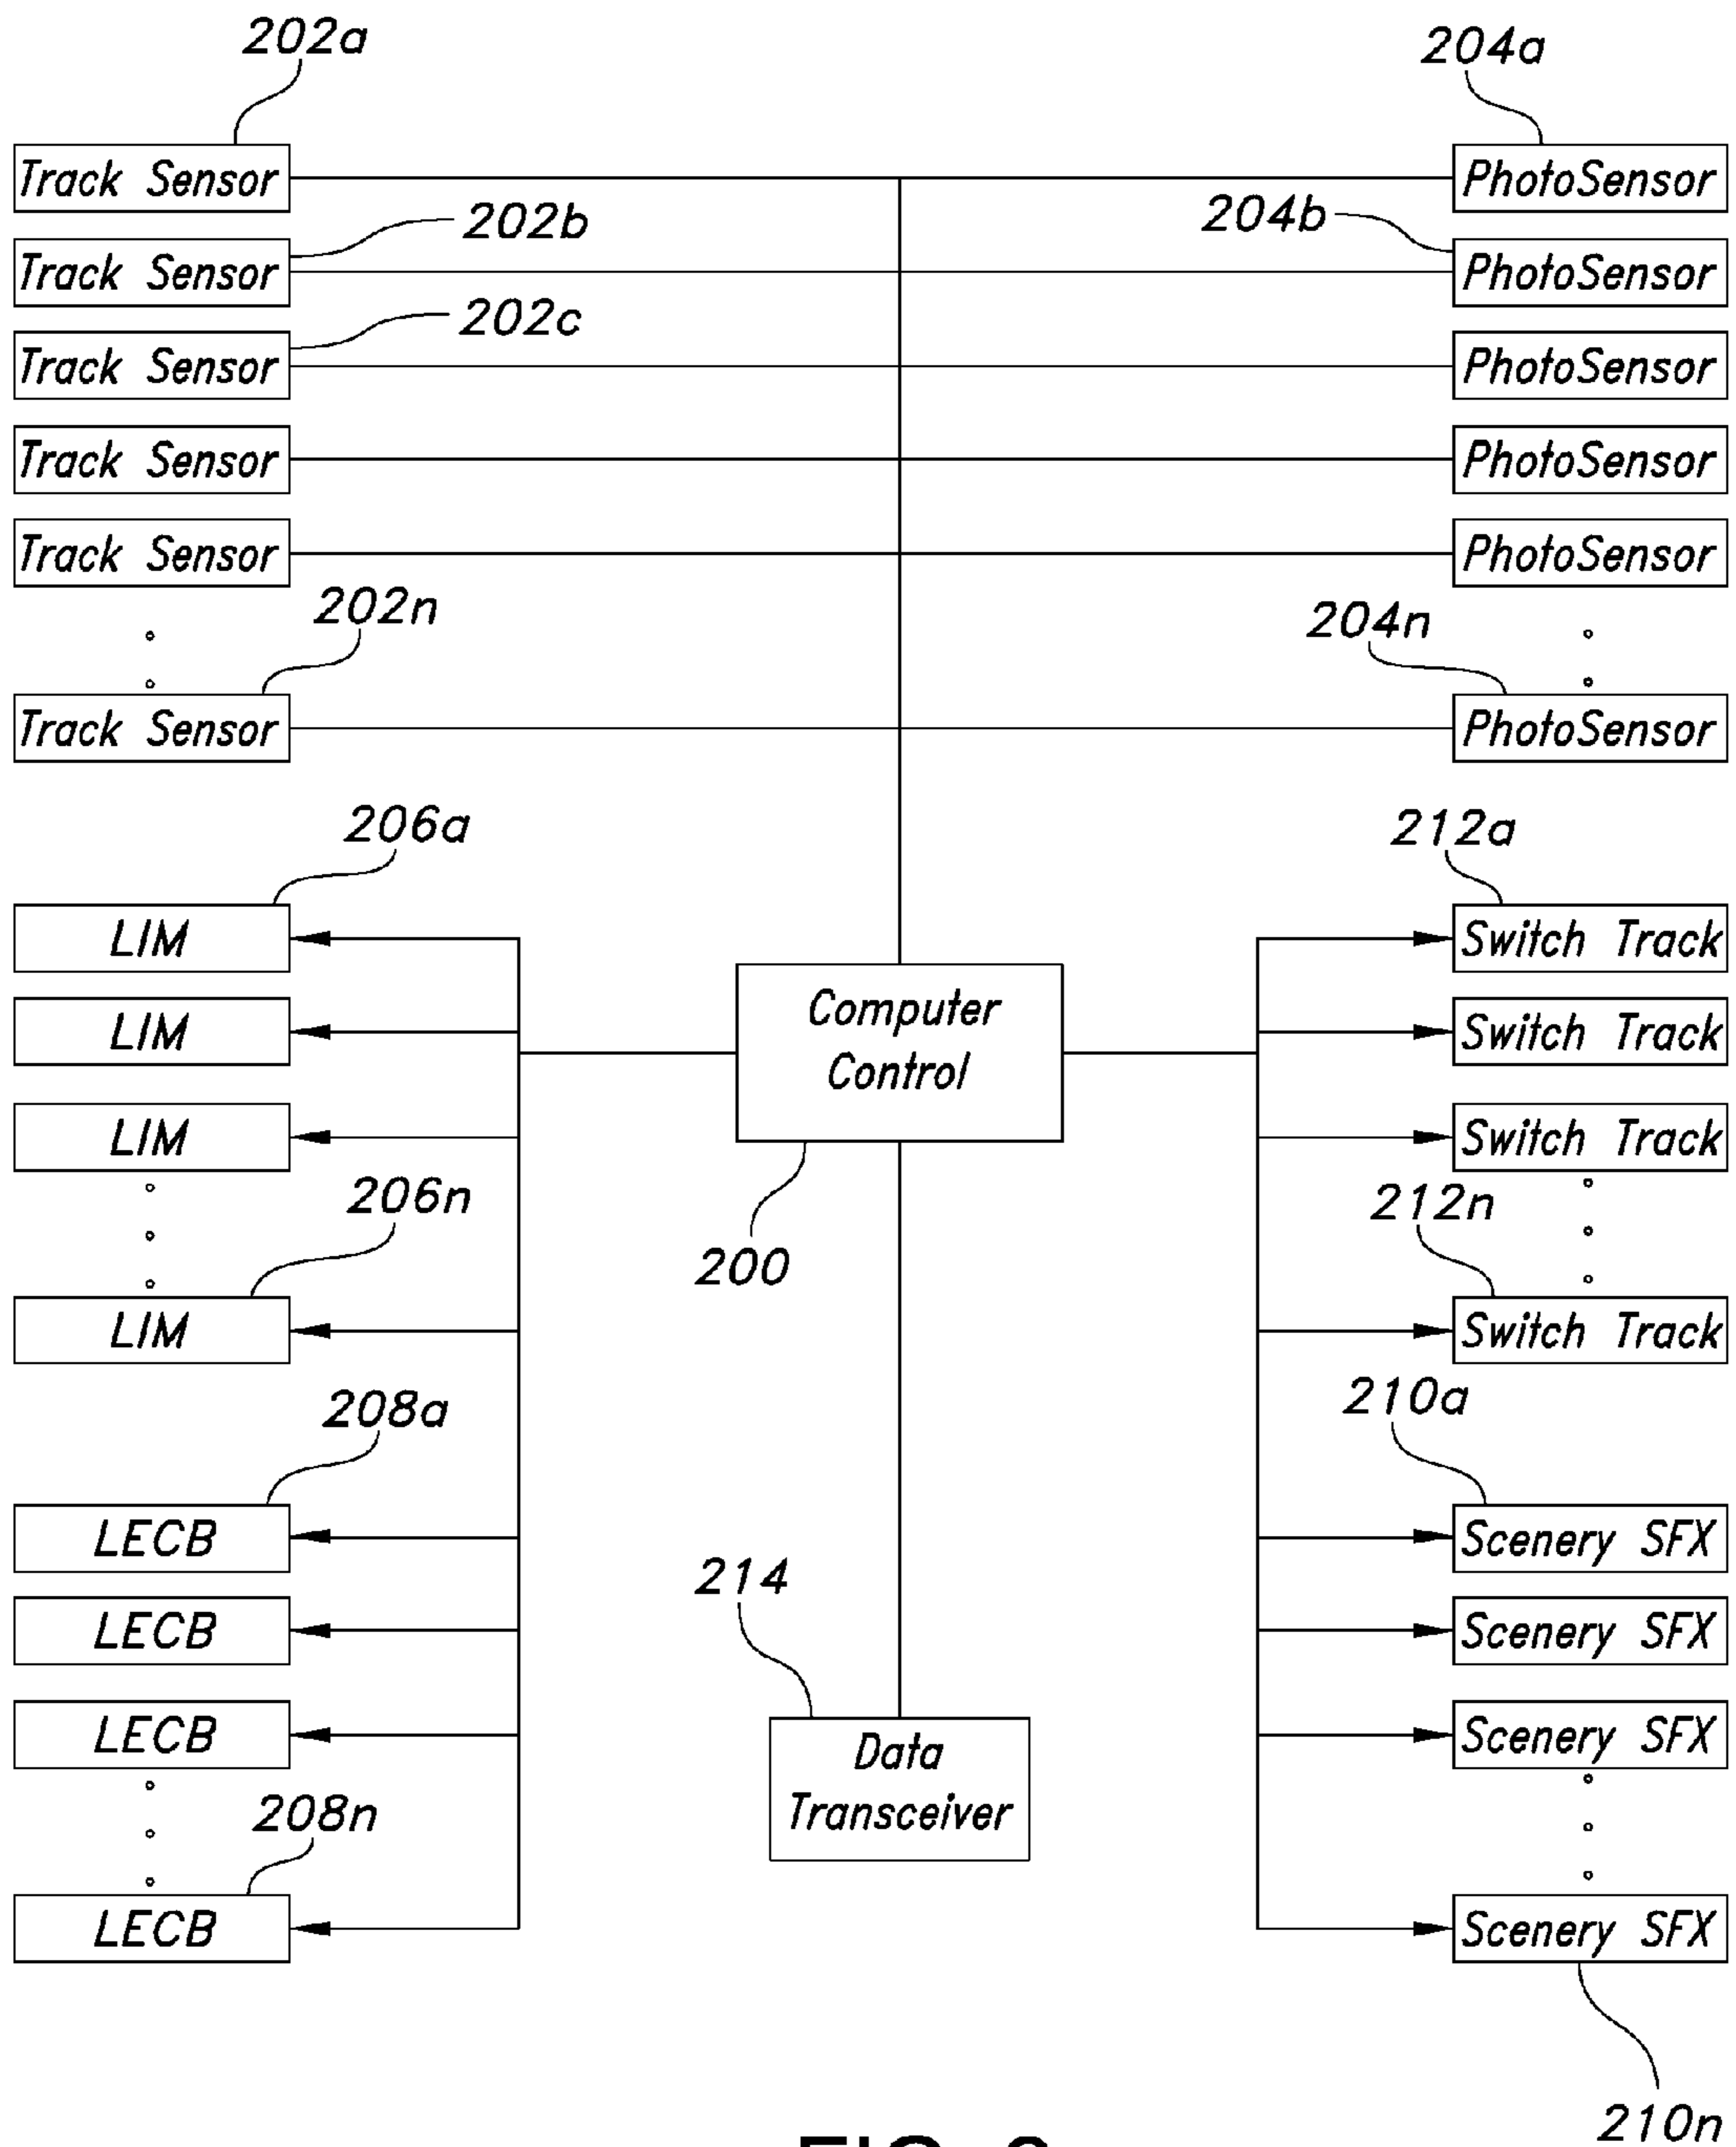 202a
204a
Track Sensor
PhotoSensor
202b
204b
Track Sensor
PhotoSensor
202c
Track Sensor
PhotoSensor
Track Sensor
PhotoSensor
Track Sensor
PhotoSensor
202n
204n
Track Sensor
PhotoSensor
206a
212a
LIM
Switch Track
Computer
Control
LIM
Switch Track
LIM
Switch Track
206n
212n
200
LIM
Switch Track
208a
210a
LECB
Scenery SFX
214
LECB
Scenery SFX
LECB
Scenery SFX
Data
Transceiver
208n
LECB
Scenery SFX
210n